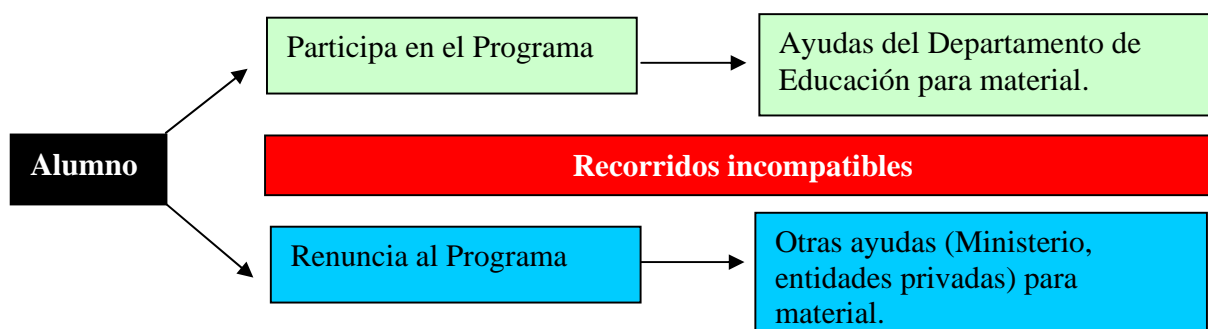 Participa en el Programa
Ayudas del Departamento de
Educación para material.
Alumno
Recorridos incompatibles
Renuncia al Programa
Otras ayudas (Ministerio,
entidades privadas) para
material.